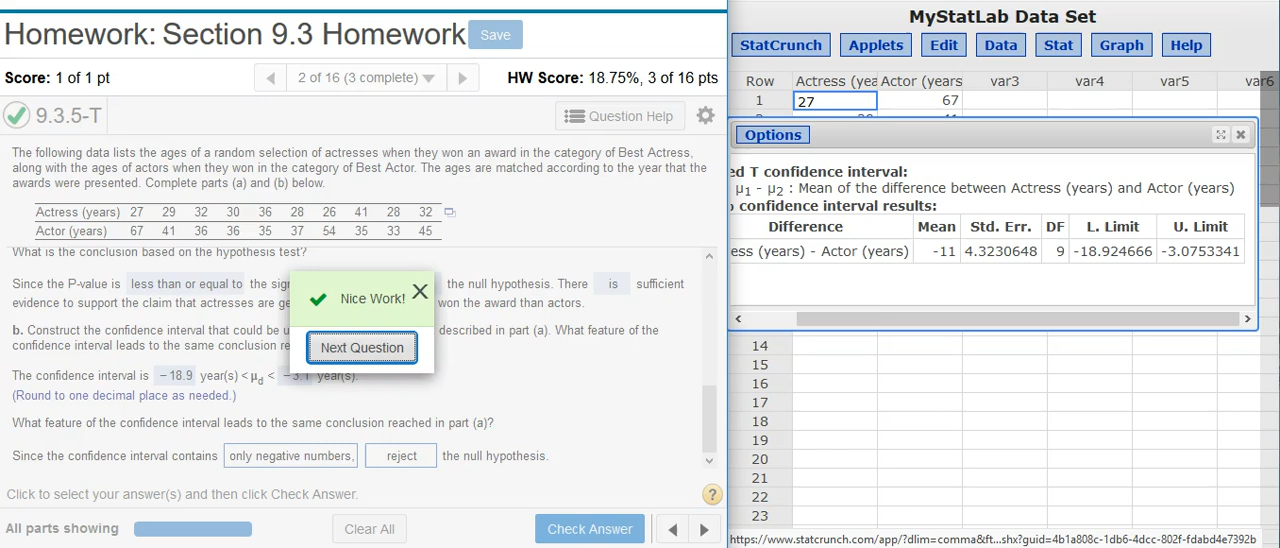 Homework: Section 9.3 Homework
Save
Score: 1 of 1 pt
2 of 16 (3 complete)
HW Score: 18.75%, 3 of 16 pts
9.3.5-T
Question Help
The following data lists the ages of a random selection of actresses when they won an award in the category of Best Actress,
along with the ages of actors when they won in the category of Best Actor. The ages are matched according to the year that the
awards were presented. Complete parts (a) and (b) below.
Actress (years) 27 29 32 30 36 28 26 41 28 32
Actor (years) 67 41 36 36 35 37 54 35 33 45
What is the conclusion based on the hypothesis test?
Since the P-value is less than or equal to the sig the null hypothesis. There is sufficient
evidence to support the claim that actresses are ge won the award than actors.
b. Construct the confidence interval that could be u described in part (a). What feature of the
confidence interval leads to the same conclusion re
The confidence interval is − 18.9 year(s) < μd < − 3.1 year(s).
(Round to one decimal place as needed.)
What feature of the confidence interval leads to the same conclusion reached in part (a)?
Since the confidence interval contains only negative numbers, reject the null hypothesis.
Nice Work!
Next Question
Click to select your answer(s) and then click Check Answer.
?
All parts showing
Clear All
Check Answer
MyStatLab Data Set
StatCrunch Applets Edit Data Stat Graph Help
Row Actress (yea Actor (years var3 var4 var5 var6
1 27 67
Options
ed T confidence interval:
μ1 - μ2 : Mean of the difference between Actress (years) and Actor (years)
confidence interval results:
Difference Mean Std. Err. DF L. Limit U. Limit
ess (years) - Actor (years) -11 4.3230648 9 -18.924666 -3.0753341
14
15
16
17
18
19
20
21
22
23
https://www.statcrunch.com/app/?dlim=comma&ft...shx?guid=4b1a808c-1db6-4dcc-802f-fdabd4e7392b